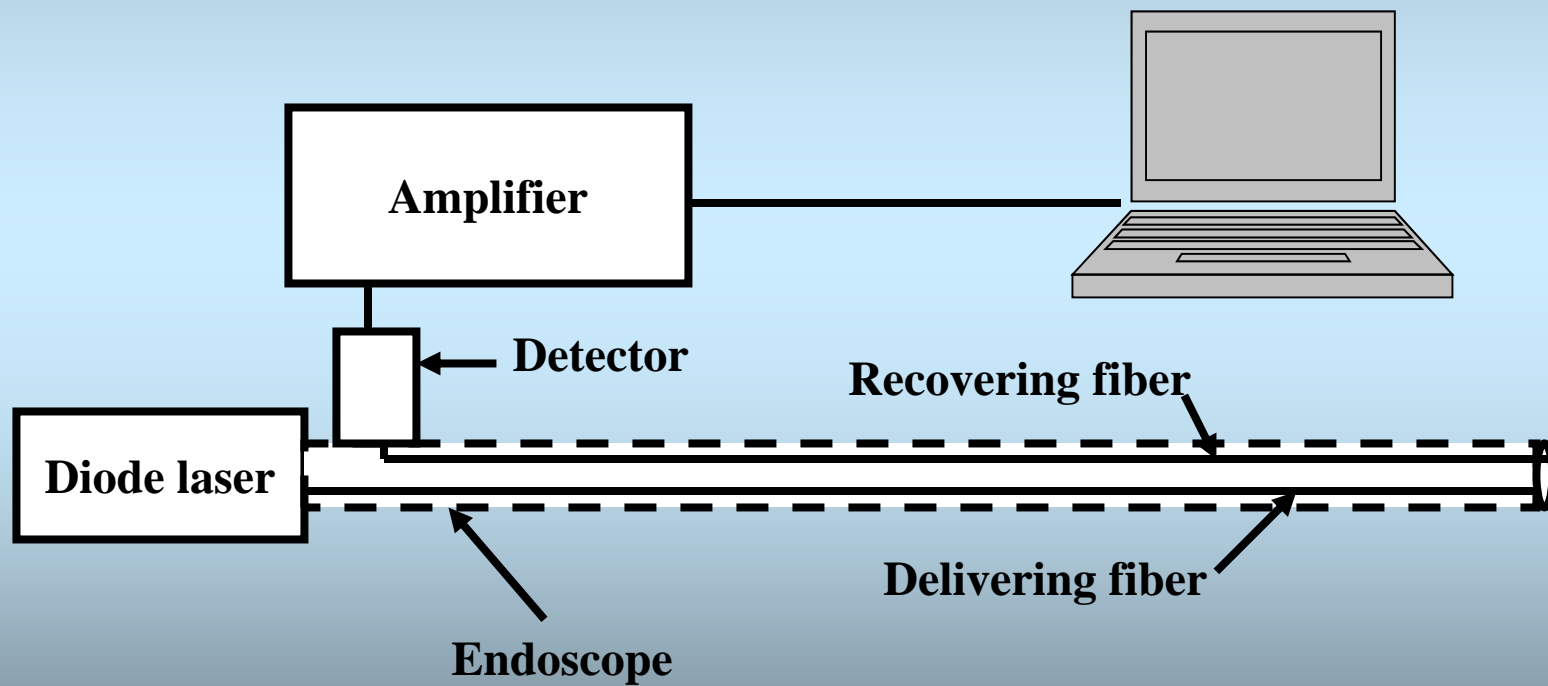 Amplifier
Detector
Recovering fiber
Diode laser
Delivering fiber
Endoscope